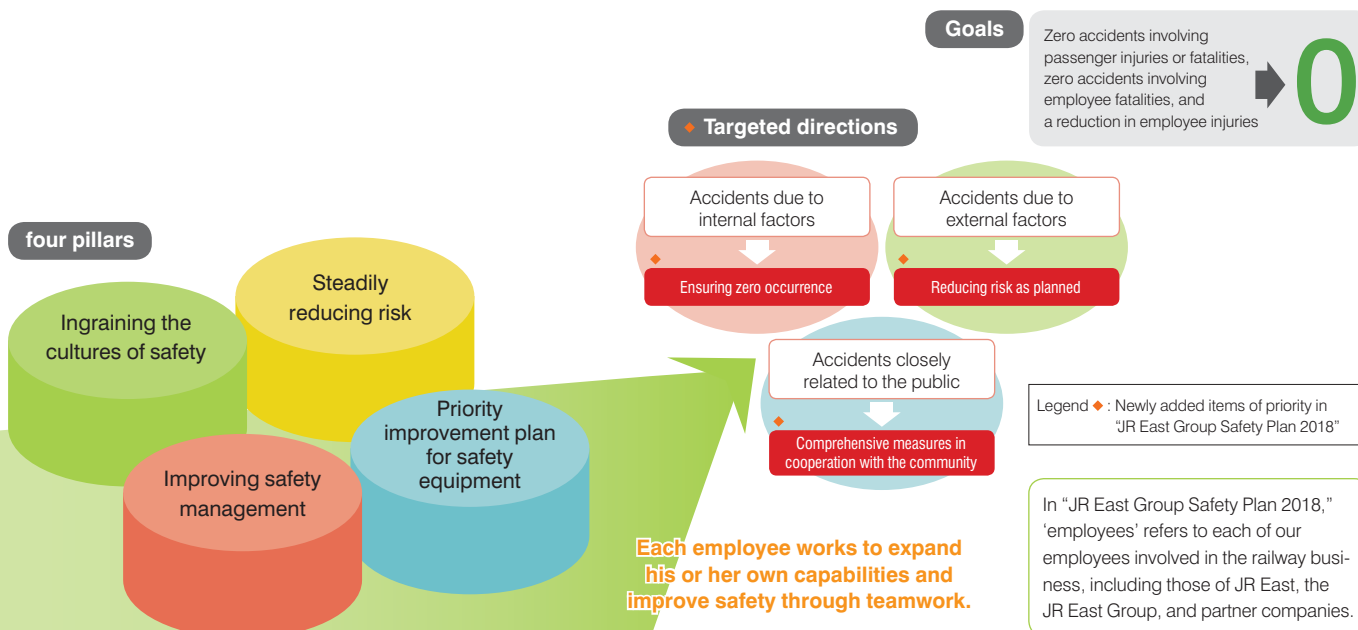 Goals
Zero accidents involving
passenger injuries or fatalities,
zero accidents involving
employee fatalities, and
a reduction in employee injuries
0
Targeted directions
Accidents due to
internal factors
Ensuring zero occurrence
Accidents due to
external factors
Reducing risk as planned
Accidents closely
related to the public
Comprehensive measures in
cooperation with the community
four pillars
Steadily
reducing risk
Ingraining the
cultures of safety
Priority
improvement plan
for safety
equipment
Improving safety
management
Each employee works to expand
his or her own capabilities and
improve safety through teamwork.
Legend ◆ : Newly added items of priority in
“JR East Group Safety Plan 2018”
In “JR East Group Safety Plan 2018,”
‘employees’ refers to each of our
employees involved in the railway busi-
ness, including those of JR East, the
JR East Group, and partner companies.